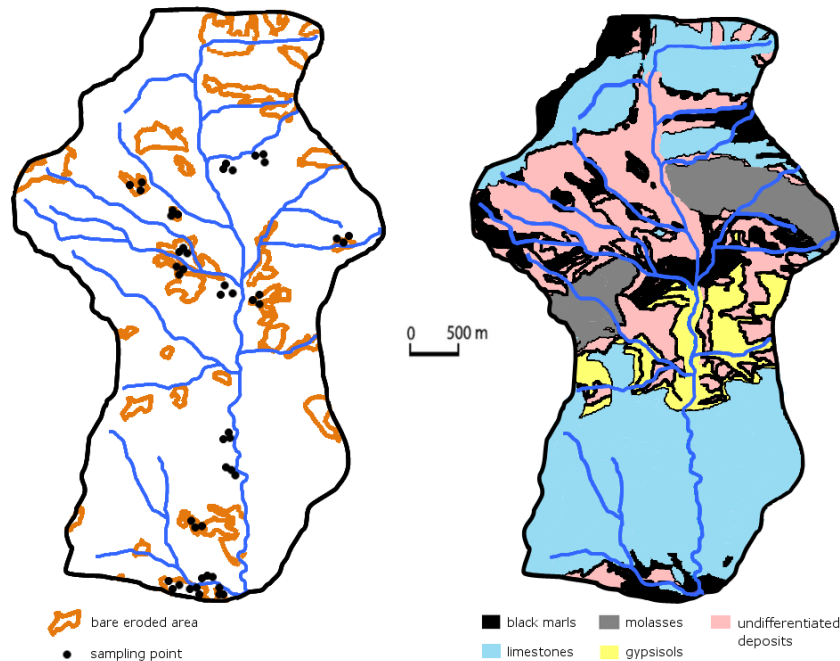 0 500 m
bare eroded area
sampling point
black marls
molasses
undifferentiated
deposits
limestones
gypsisols